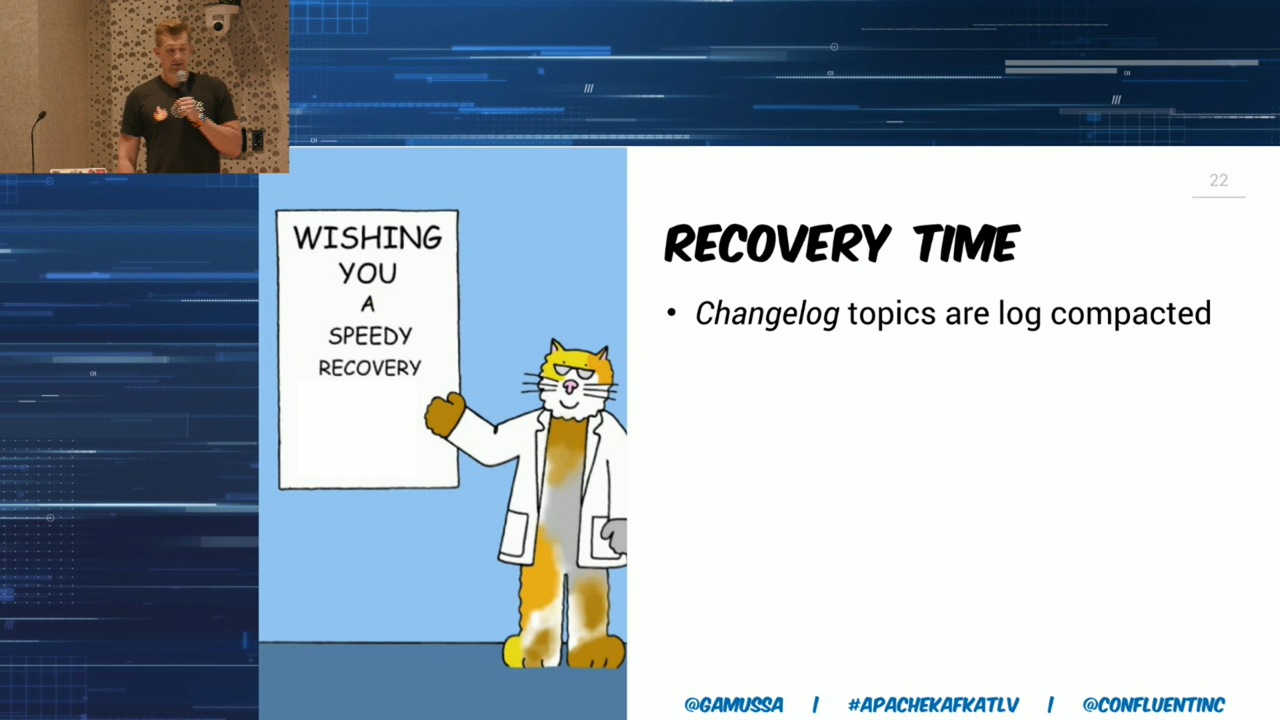 22
WISHING
YOU
A
SPEEDY
RECOVERY
RECOVERY TIME
• Changelog topics are log compacted
@GAMUSSA | #APACHEKAFKATLV | @CONFLUENTINC